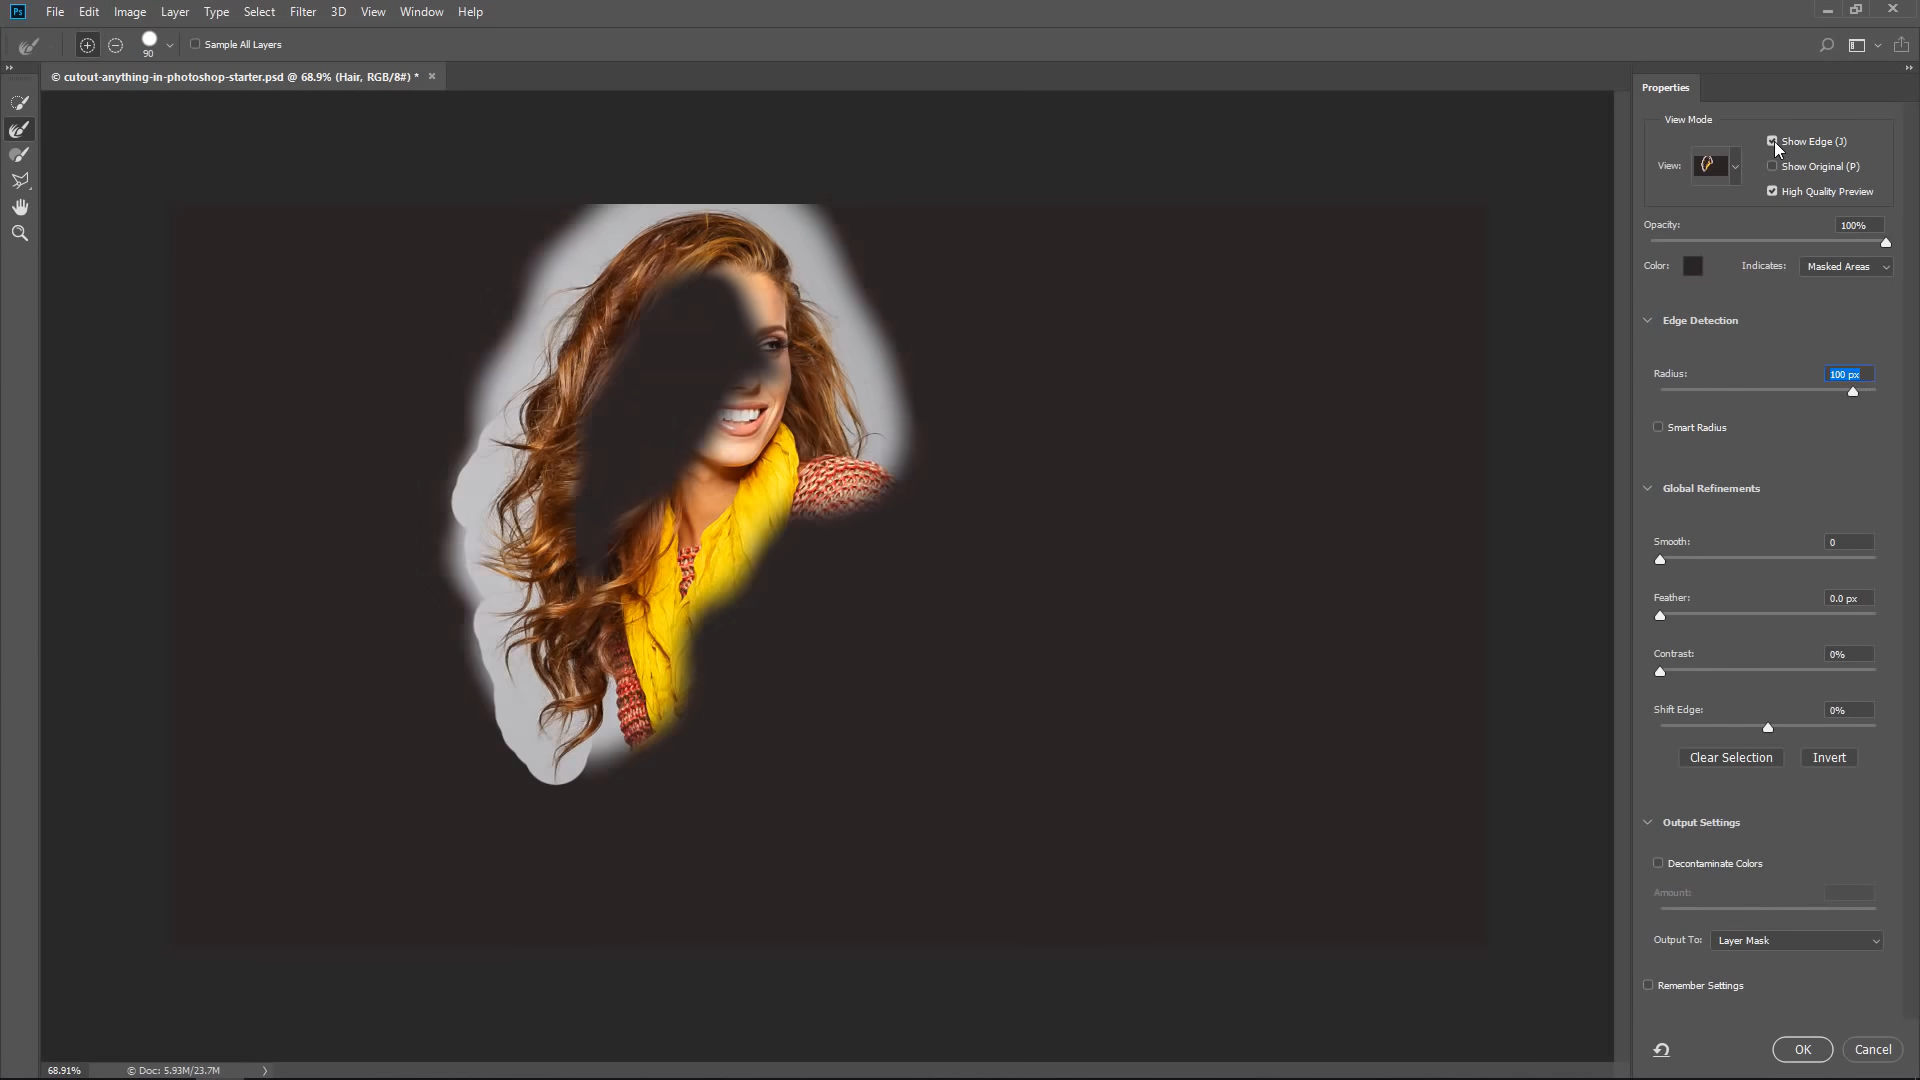 Ps File Edit Image Layer Type Select Filter 3D View Window Help
90 Sample All Layers
© cutout-anything-in-photoshop-starter.psd @ 68.9% (Hair, RGB/8#) *
Properties
View Mode
Show Edge (J)
View:
Show Original (P)
High Quality Preview
Opacity: 100%
Color: Indicates: Masked Areas
Edge Detection
Radius: 100 px
Smart Radius
Global Refinements
Smooth: 0
Feather: 0.0 px
Contrast: 0%
Shift Edge: 0%
Clear Selection Invert
Output Settings
Decontaminate Colors
Amount:
Output To: Layer Mask
Remember Settings
OK Cancel
68.91% © Doc: 5.93M/23.7M